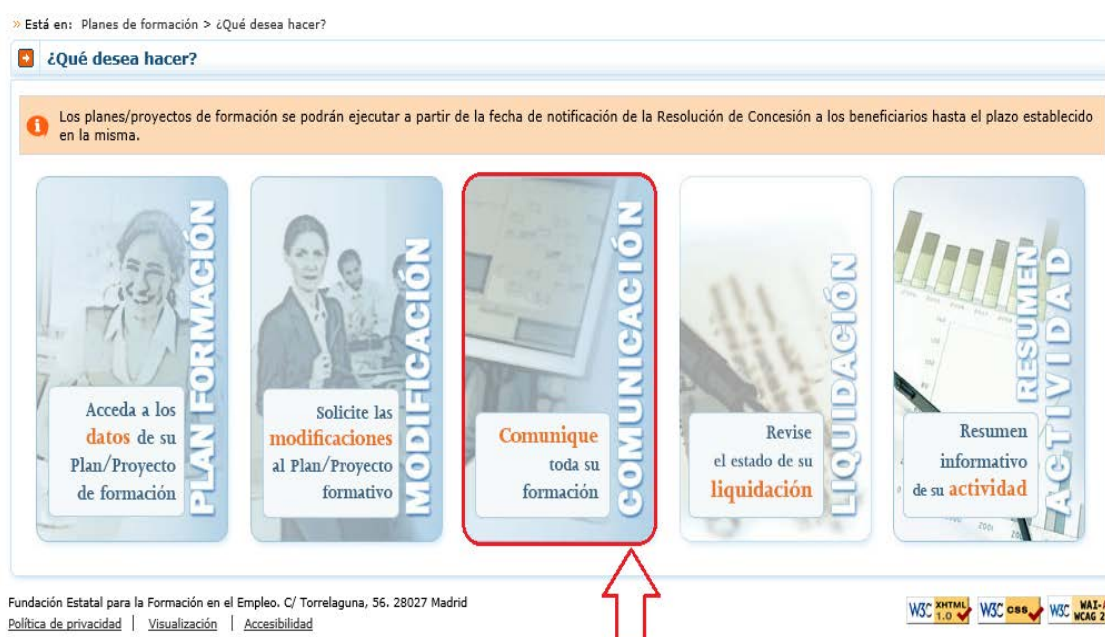 » Está en: Planes de formación > ¿Qué desea hacer?
¿Qué desea hacer?
Los planes/proyectos de formación se podrán ejecutar a partir de la fecha de notificación de la Resolución de Concesión a los beneficiarios hasta el plazo establecido
en la misma.
PLAN FORMACIÓN
Acceda a los
datos de su
Plan/Proyecto
de formación
MODIFICACIÓN
Solicite las
modificaciones
al Plan/Proyecto
formativo
COMUNICACIÓN
Comunique
toda su
formación
LIQUIDACIÓN
Revise
el estado de su
liquidación
RESUMEN
ACTIVIDAD
Resumen
informativo
de su actividad
Fundación Estatal para la Formación en el Empleo. C/ Torrelaguna, 56. 28027 Madrid
Política de privacidad | Visualización | Accesibilidad
W3C XHTML 1.0
W3C css
W3C WAI-A
WCAG 2